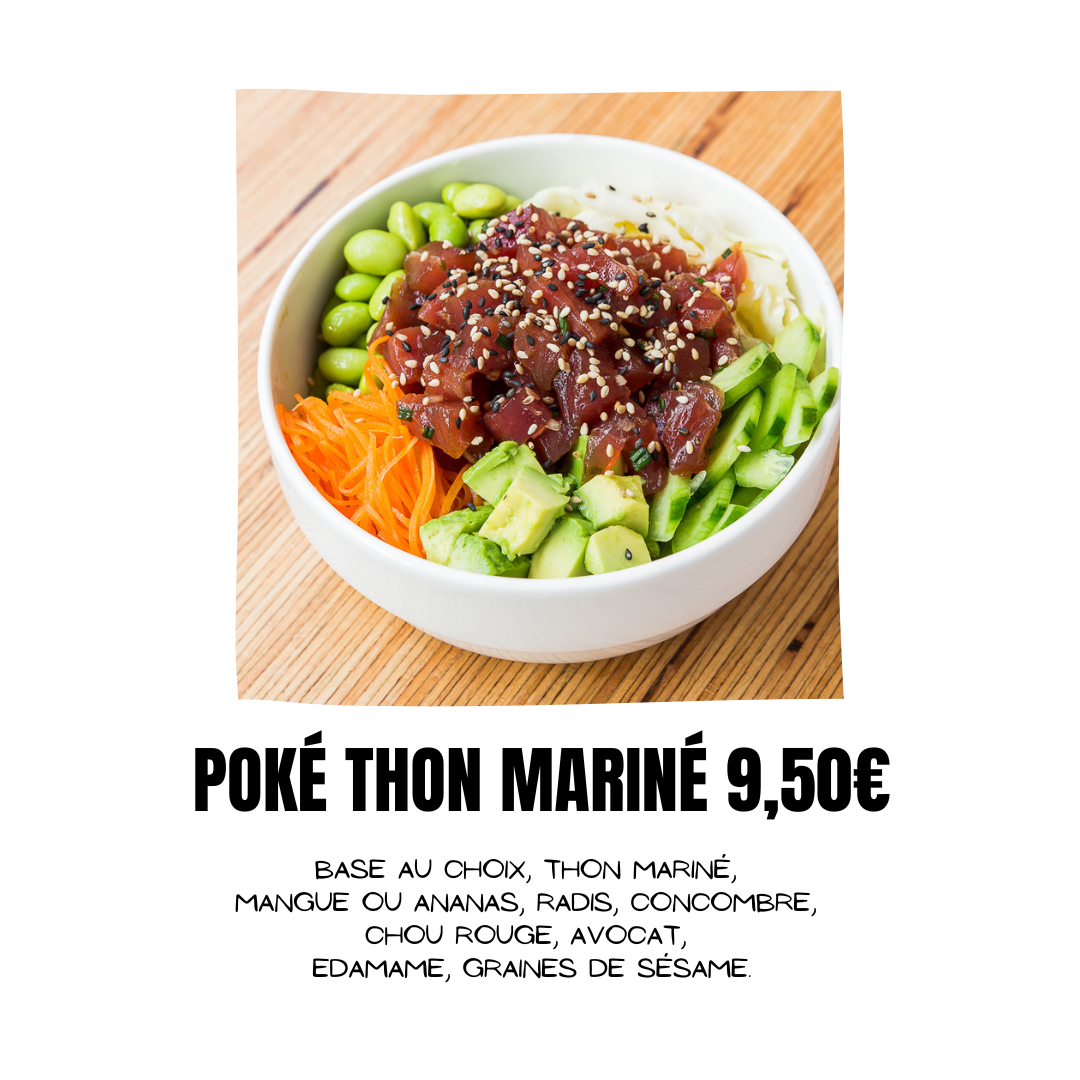 POKÉ THON MARINÉ 9,50€
BASE AU CHOIX, THON MARINÉ,
MANGUE OU ANANAS, RADIS, CONCOMBRE,
CHOU ROUGE, AVOCAT,
EDAMAME, GRAINES DE SÉSAME.